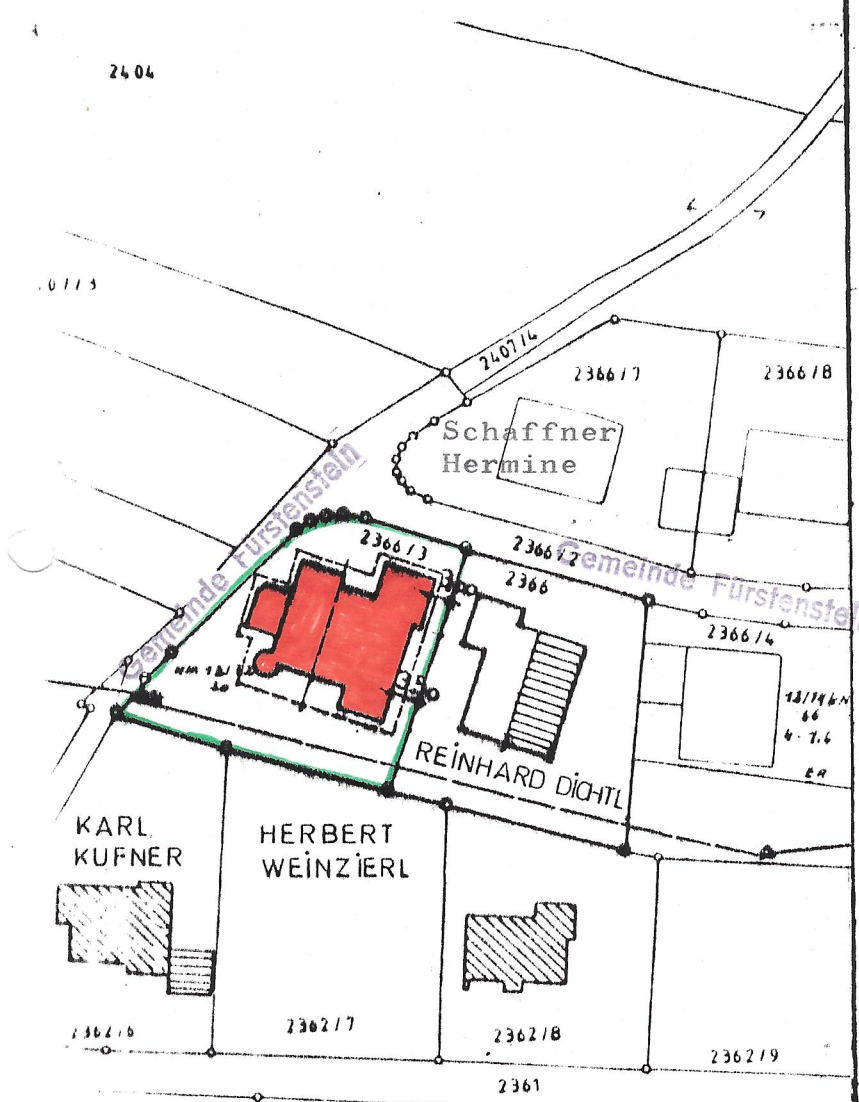 2404
2407/4
2366/7
2366/8
Schaffner
Hermine
Gemeinde Fürstenstein
2366/3
2366/2
2366
Gemeinde Fürstenstein
2366/4
REINHARD DICHTL
KARL
KUFNER
HERBERT
WEINZIERL
2362/6
2362/7
2362/8
2362/9
2361